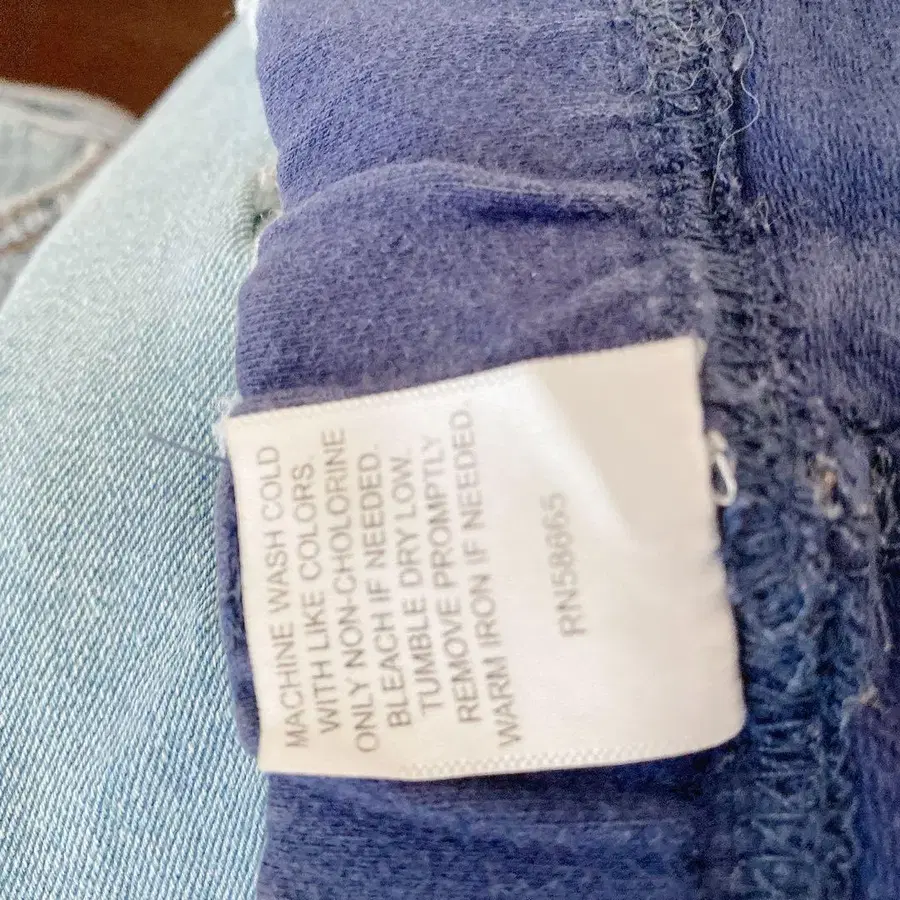 MACHINE WASH COLD
WITH LIKE COLORS.
ONLY NON-CHOLORINE
BLEACH IF NEEDED.
TUMBLE DRY LOW.
REMOVE PROMPTLY
WARM IRON IF NEEDED.
RN58665